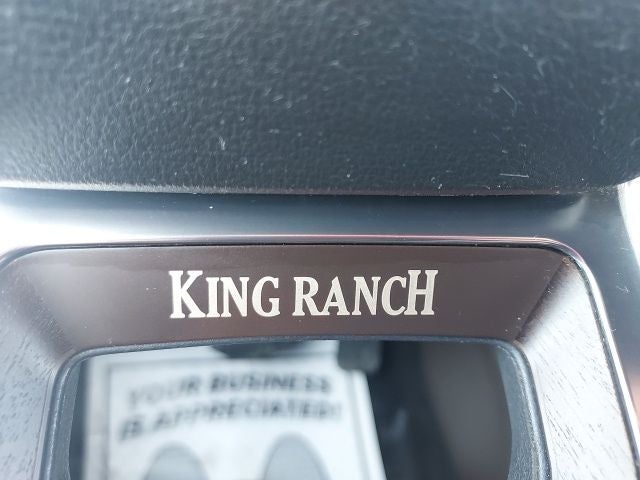 KING RANCH
YOUR BUSINESS
IS APPRECIATED!